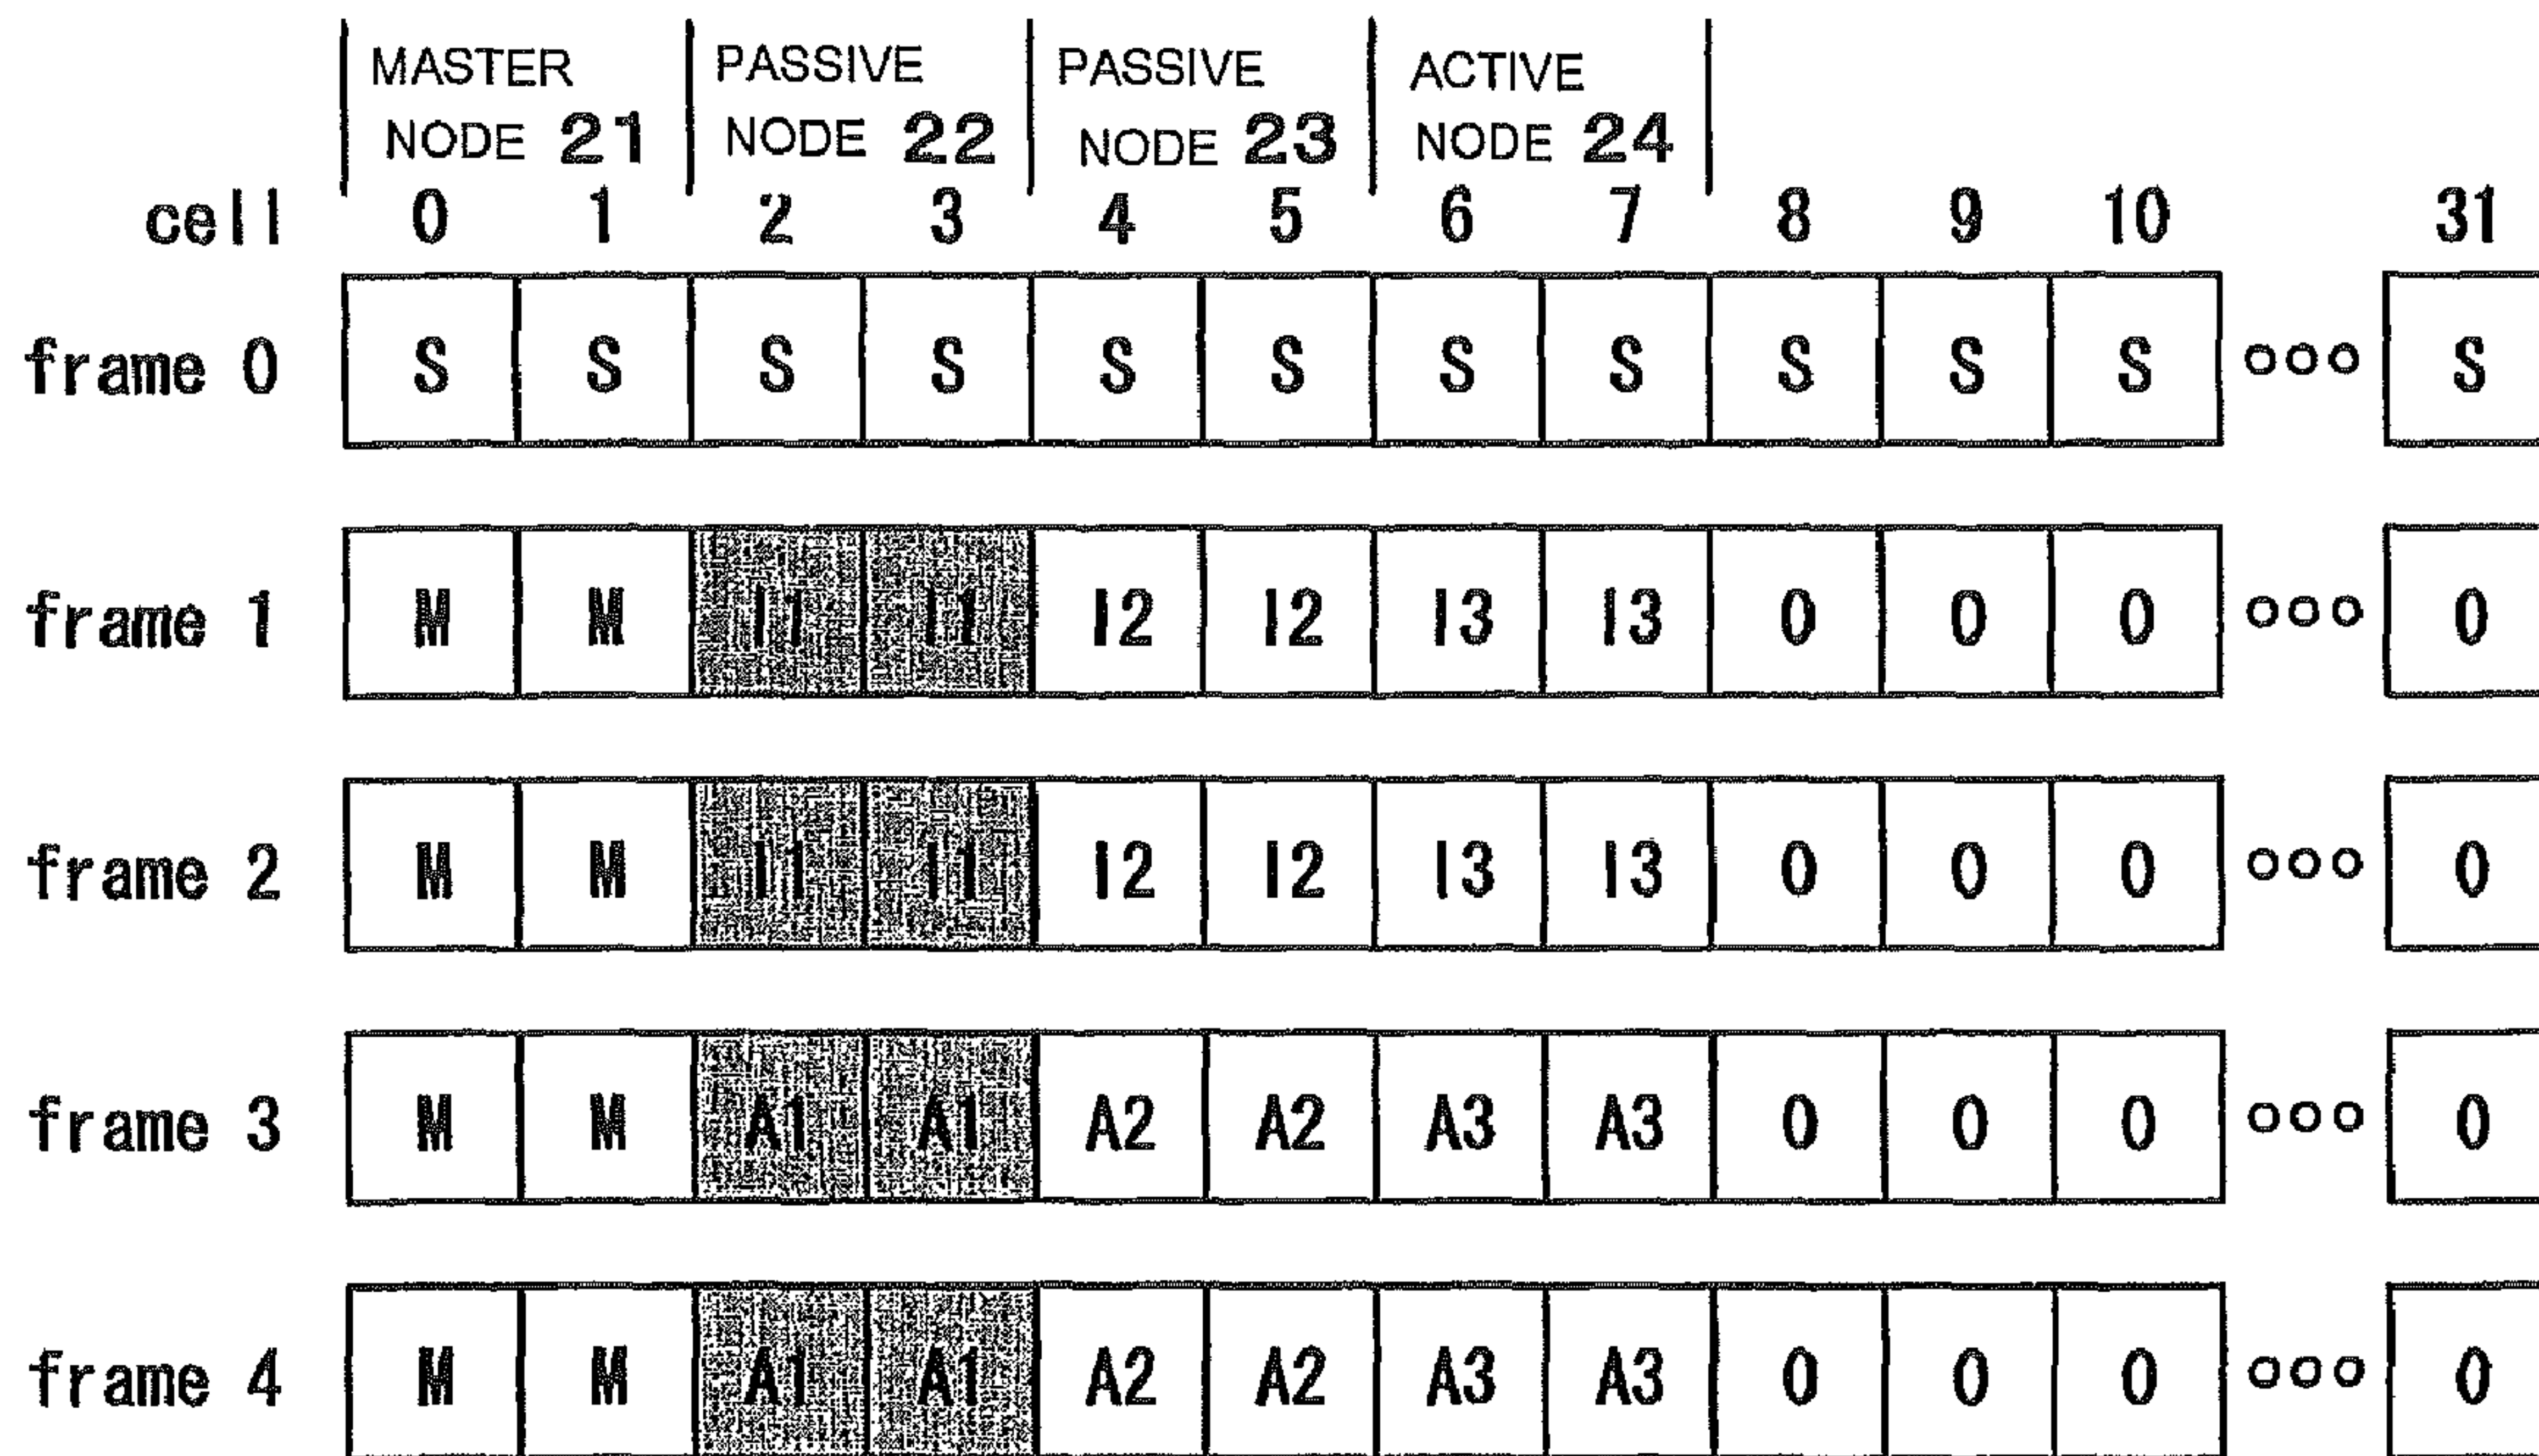 MASTER PASSIVE PASSIVE ACTIVE
NODE 21 NODE 22 NODE 23 NODE 24
cell 0 1 2 3 4 5 6 7 8 9 10 31
frame 0 S S S S S S S S S S S ooo S
frame 1 M M I1 I1 I2 I2 I3 I3 0 0 0 ooo 0
frame 2 M M I1 I1 I2 I2 I3 I3 0 0 0 ooo 0
frame 3 M M A1 A1 A2 A2 A3 A3 0 0 0 ooo 0
frame 4 M M A1 A1 A2 A2 A3 A3 0 0 0 ooo 0